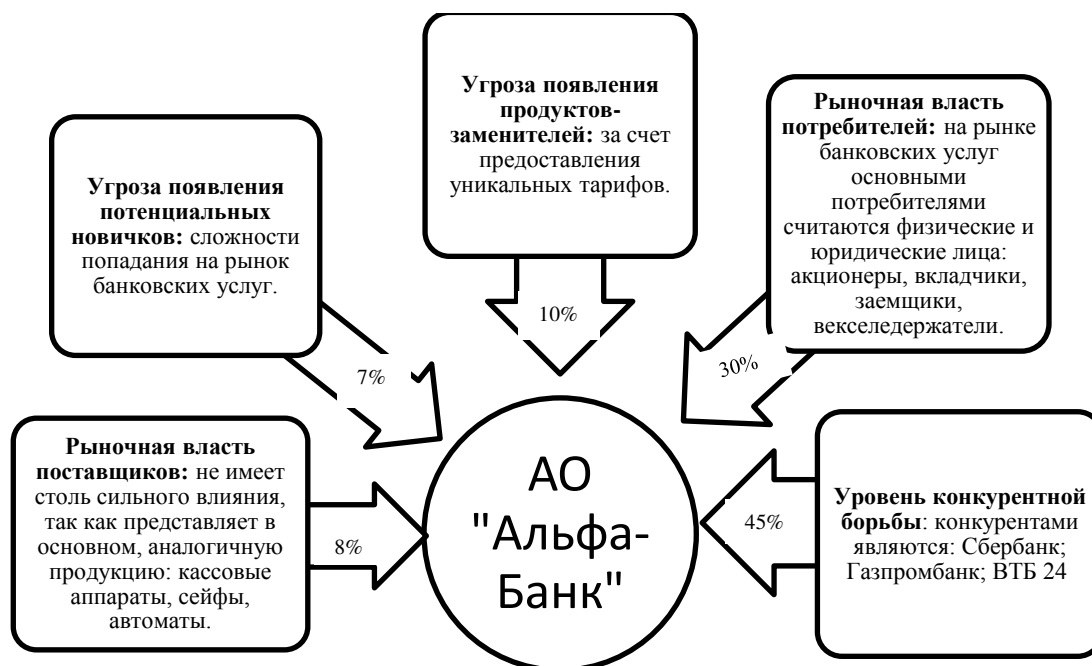 Угроза появления
продуктов-
заменителей: за счет
предоставления
уникальных тарифов.
10%
Рыночная власть
потребителей: на рынке
банковских услуг
основными
потребителями
считаются физические и
юридические лица:
акционеры, вкладчики,
заемщики,
векселедержатели.
30%
Угроза появления
потенциальных
новичков: сложности
попадания на рынок
банковских услуг.
7%
Рыночная власть
поставщиков: не имеет
столь сильного влияния,
так как представляет в
основном, аналогичную
продукцию: кассовые
аппараты, сейфы,
автоматы.
8%
АО
"Альфа-
Банк"
45%
Уровень конкурентной
борьбы: конкурентами
являются: Сбербанк;
Газпромбанк; ВТБ 24